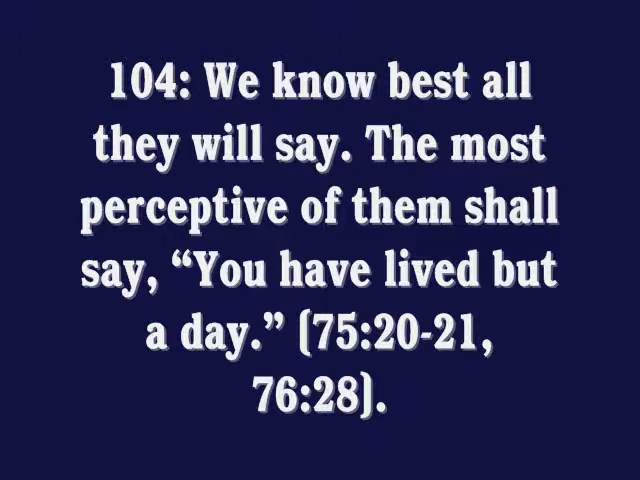 104: We know best all
they will say. The most
perceptive of them shall
say, “You have lived but
a day.” (75:20-21,
76:28).